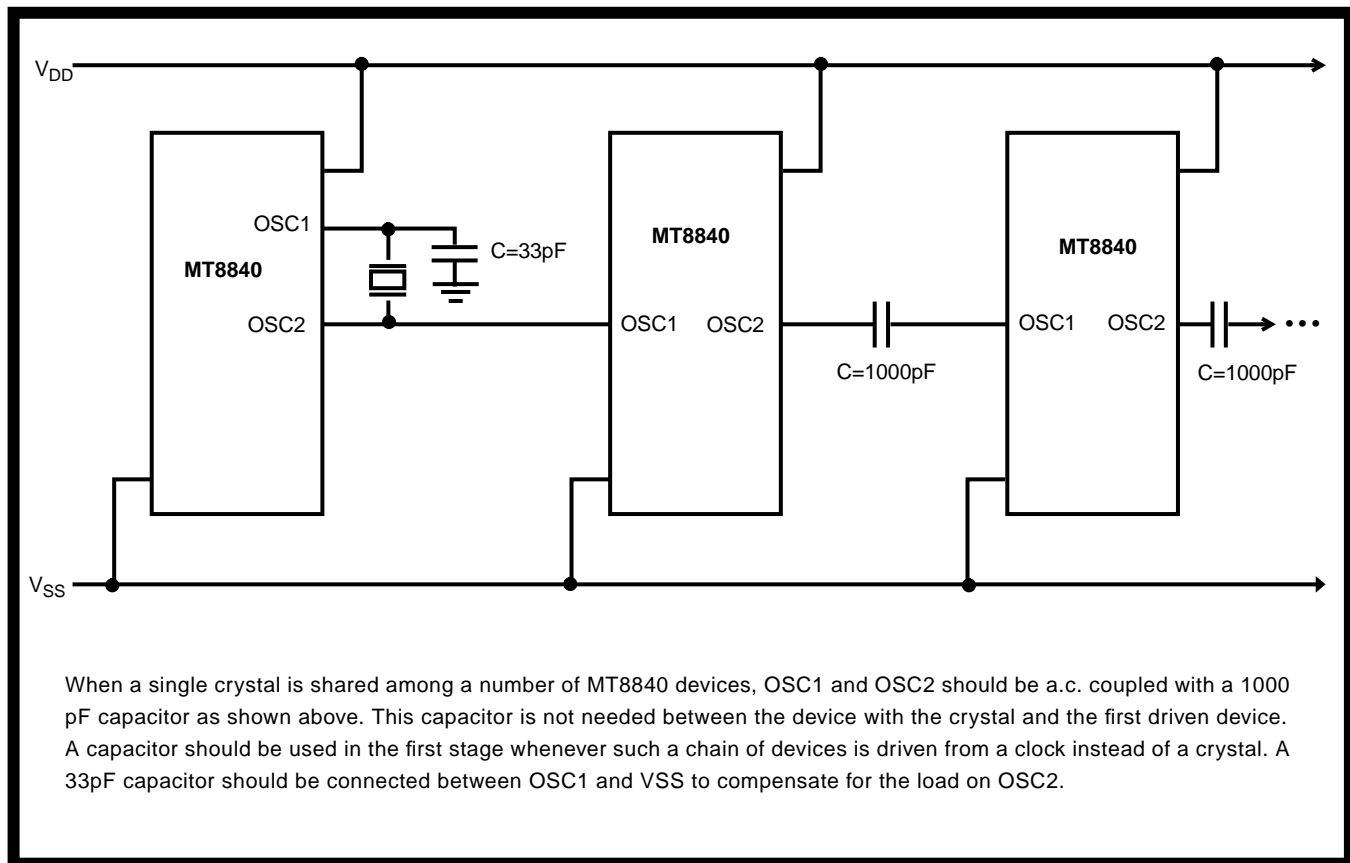 VDD
OSC1
MT8840
C=33pF
OSC2
MT8840
OSC1
OSC2
C=1000pF
MT8840
OSC1
OSC2
C=1000pF
VSS
When a single crystal is shared among a number of MT8840 devices, OSC1 and OSC2 should be a.c. coupled with a 1000
pF capacitor as shown above. This capacitor is not needed between the device with the crystal and the first driven device.
A capacitor should be used in the first stage whenever such a chain of devices is driven from a clock instead of a crystal. A
33pF capacitor should be connected between OSC1 and VSS to compensate for the load on OSC2.